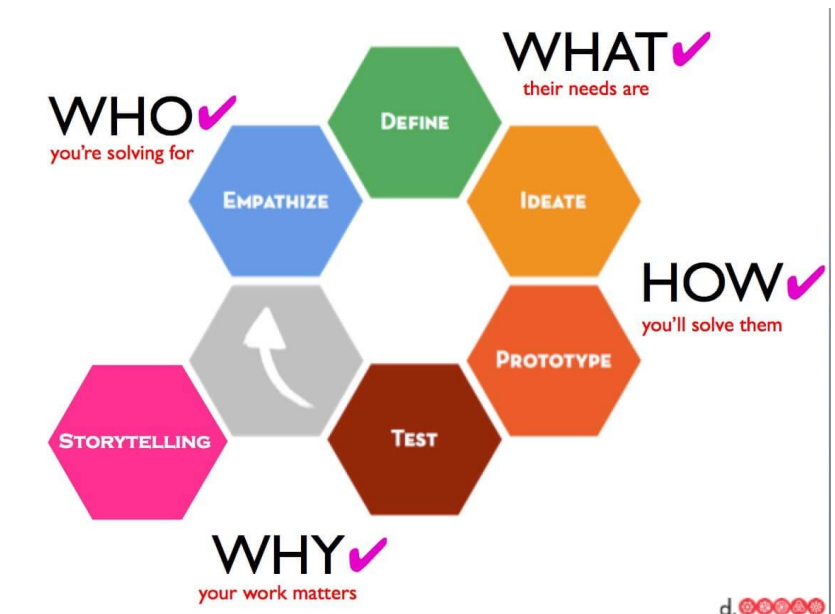 WHO✔
you're solving for
EMPATHIZE
DEFINE
WHAT✔
their needs are
IDEATE
HOW✔
you'll solve them
PROTOTYPE
TEST
STORYTELLING
WHY✔
your work matters
d.